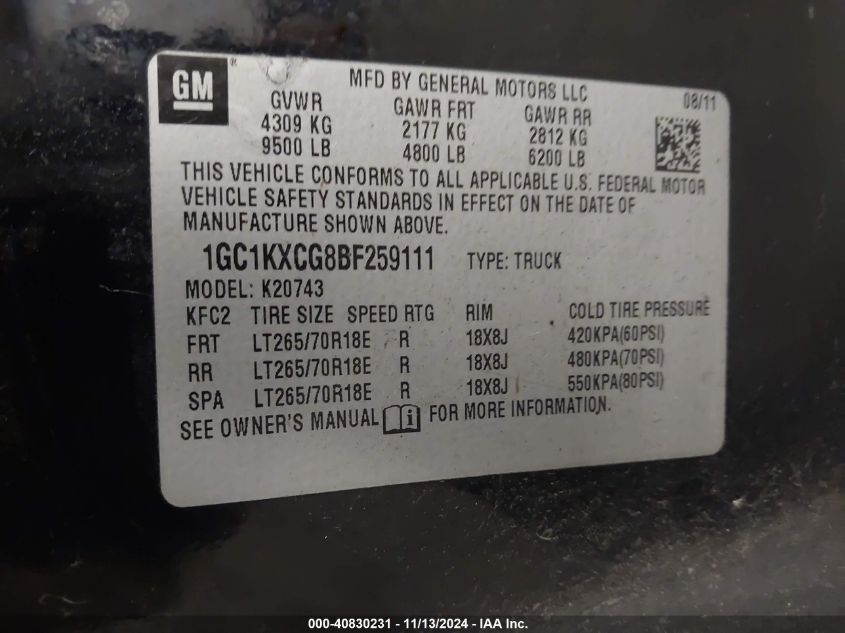 GM ®
MFD BY GENERAL MOTORS LLC
08/11
GVWR GAWR FRT GAWR RR
4309 KG 2177 KG 2812 KG
9500 LB 4800 LB 6200 LB
THIS VEHICLE CONFORMS TO ALL APPLICABLE U.S. FEDERAL MOTOR
VEHICLE SAFETY STANDARDS IN EFFECT ON THE DATE OF
MANUFACTURE SHOWN ABOVE.
1GC1KXCG8BF259111 TYPE: TRUCK
MODEL: K20743
KFC2 TIRE SIZE SPEED RTG RIM COLD TIRE PRESSURE
FRT LT265/70R18E R 18X8J 420KPA(60PSI)
RR LT265/70R18E R 18X8J 480KPA(70PSI)
SPA LT265/70R18E R 18X8J 550KPA(80PSI)
SEE OWNER'S MANUAL i FOR MORE INFORMATION.
000-40830231 - 11/13/2024 - IAA Inc.